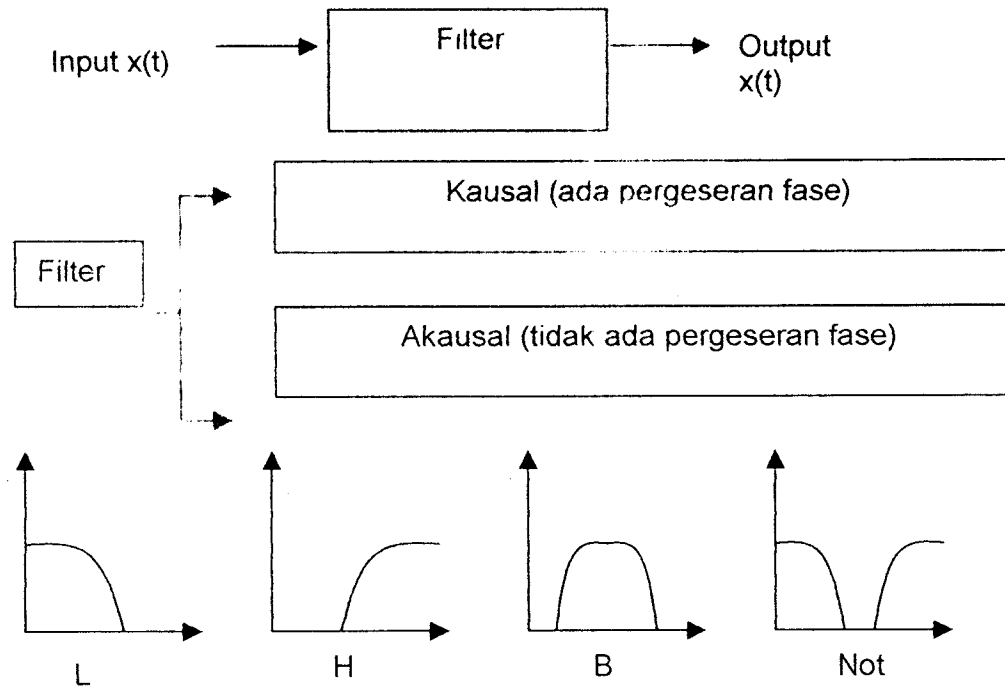 Filter
Input x(t)
Output
x(t)
Kausal (ada pergeseran fase)
Filter
Akausal (tidak ada pergeseran fase)
L
H
B
Not